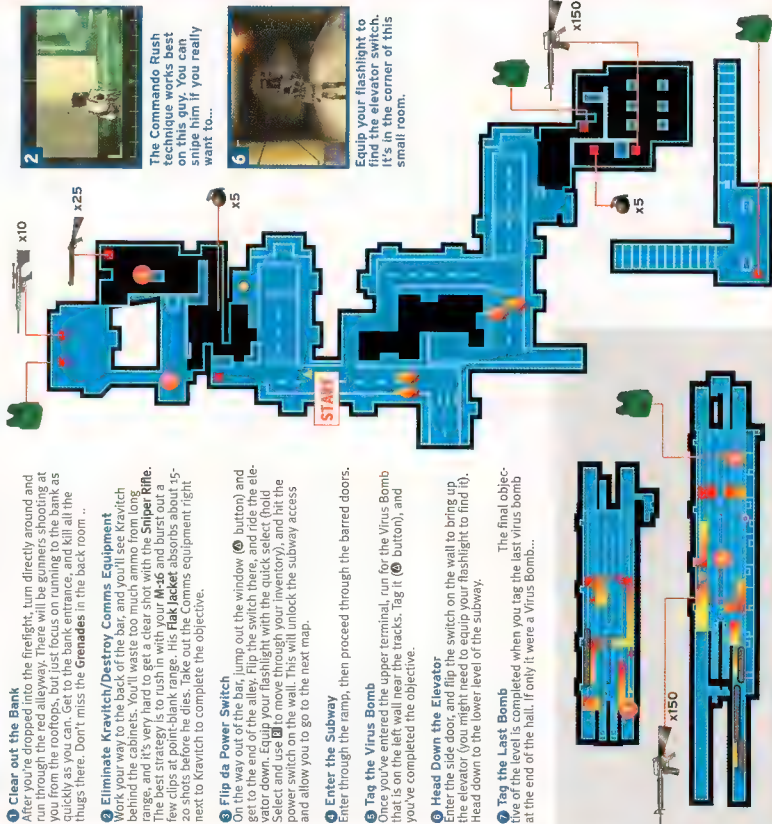 1 Clear out the Bank
After you're dropped into the firefight, turn directly around and
run through the red alleyway. There will be gunners shooting at
you from the rooftops, but just focus on running to the bank as
quickly as you can. Get to the bank entrance, and kill all the
thugs there. Don't miss the Grenades in the back room ..
2 Eliminate Kravitch/Destroy Comms Equipment
Work your way to the back of the bar, and you'll see Kravitch
behind the cabinets. You'll waste too much ammo from long
range, and it's very hard to get a clear shot with the Sniper Rifle.
The best strategy is to rush in with your M-16 and burst out a
few clips at point-blank range. His Flak Jacket absorbs about 15-
20 shots before he dies. Take out the Comms equipment right
next to Kravitch to complete the objective.
3 Flip da Power Switch
On the way out of the bar, jump out the window (A button) and
get to the end of the alley. Flip the switch there, and ride the ele-
vator down. Equip your flashlight with the quick select (hold
Select and use R1 to move through your inventory), and hit the
power switch on the wall. This will unlock the subway access
and allow you to go to the next map.
4 Enter the Subway
Enter through the ramp, then proceed through the barred doors.
5 Tag the Virus Bomb
Once you've entered the upper terminal, run for the Virus Bomb
that is on the left wall near the tracks. Tag it (A button), and
you've completed the objective.
6 Head Down the Elevator
Enter the side door, and flip the switch on the wall to bring up
the elevator (you might need to equip your flashlight to find it).
Head down to the lower level of the subway.
7 Tag the Last Bomb The final objec-
tive of the level is completed when you tag the last virus bomb
at the end of the hall. If only it were a Virus Bomb...
x10
x25
x5
START
x5
x150
x150
2
The Commando Rush
technique works best
on this guy. You can
snipe him if you really
want to...
6
Equip your flashlight to
find the elevator switch.
It's in the corner of this
small room.